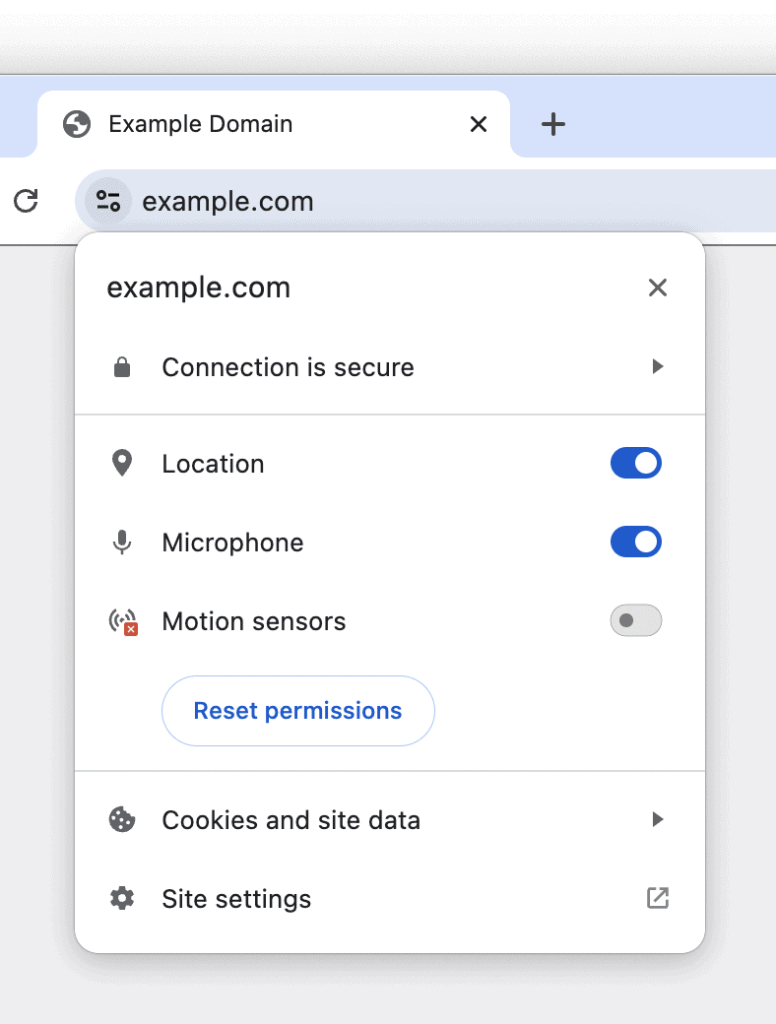 Example Domain
example.com
example.com
Connection is secure
Location
Microphone
Motion sensors
Reset permissions
Cookies and site data
Site settings